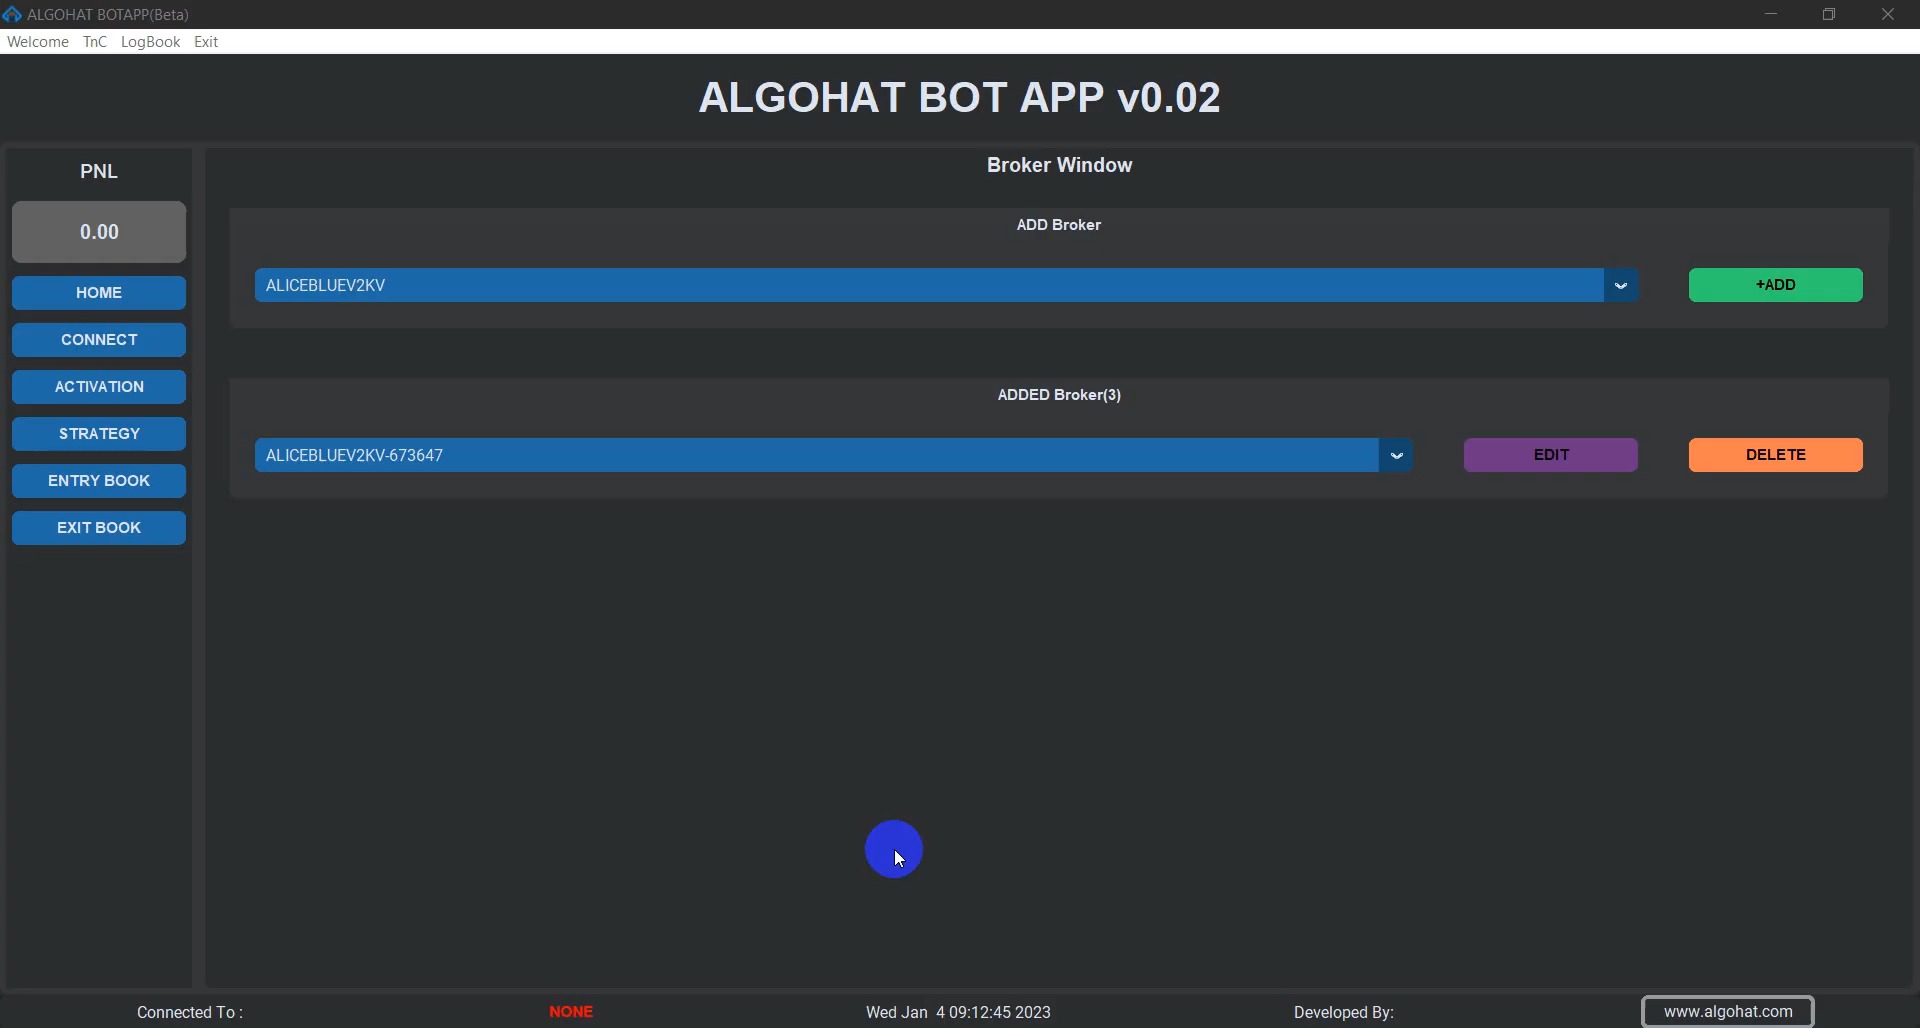 ALGOHAT BOTAPP(Beta)
Welcome TnC LogBook Exit
ALGOHAT BOT APP v0.02
PNL
0.00
HOME
CONNECT
ACTIVATION
STRATEGY
ENTRY BOOK
EXIT BOOK
Broker Window
ADD Broker
ALICEBLUEV2KV
+ADD
ADDED Broker(3)
ALICEBLUEV2KV-673647
EDIT
DELETE
Connected To : NONE Wed Jan 4 09:12:45 2023 Developed By: www.algohat.com